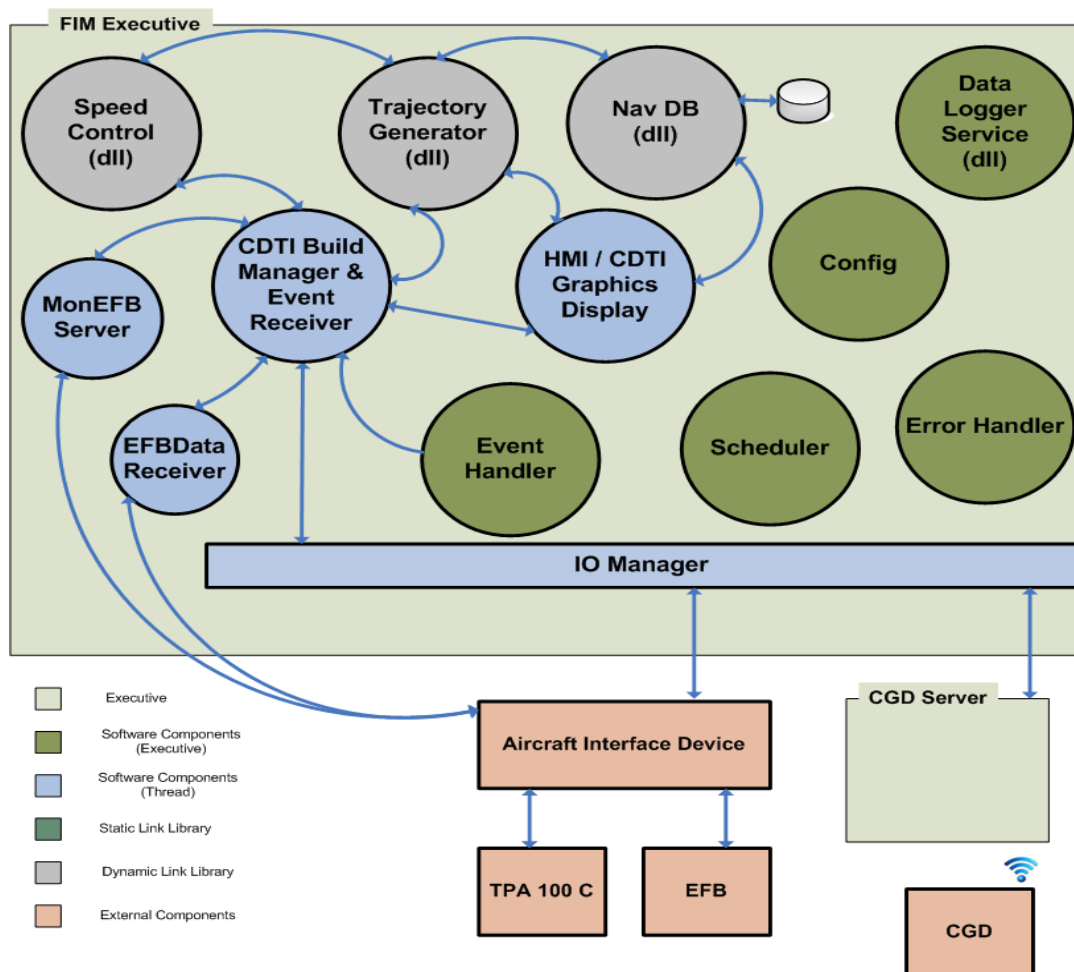 FIM Executive
Speed
Control
(dll)
Trajectory
Generator
(dll)
Nav DB
(dll)
Data
Logger
Service
(dll)
CDTI Build
Manager &
Event
Receiver
HMI / CDTI
Graphics
Display
Config
MonEFB
Server
EFBData
Receiver
Event
Handler
Scheduler
Error Handler
IO Manager
Executive
Software Components
(Executive)
Software Components
(Thread)
Static Link Library
Dynamic Link Library
External Components
Aircraft Interface Device
TPA 100 C
EFB
CGD Server
CGD